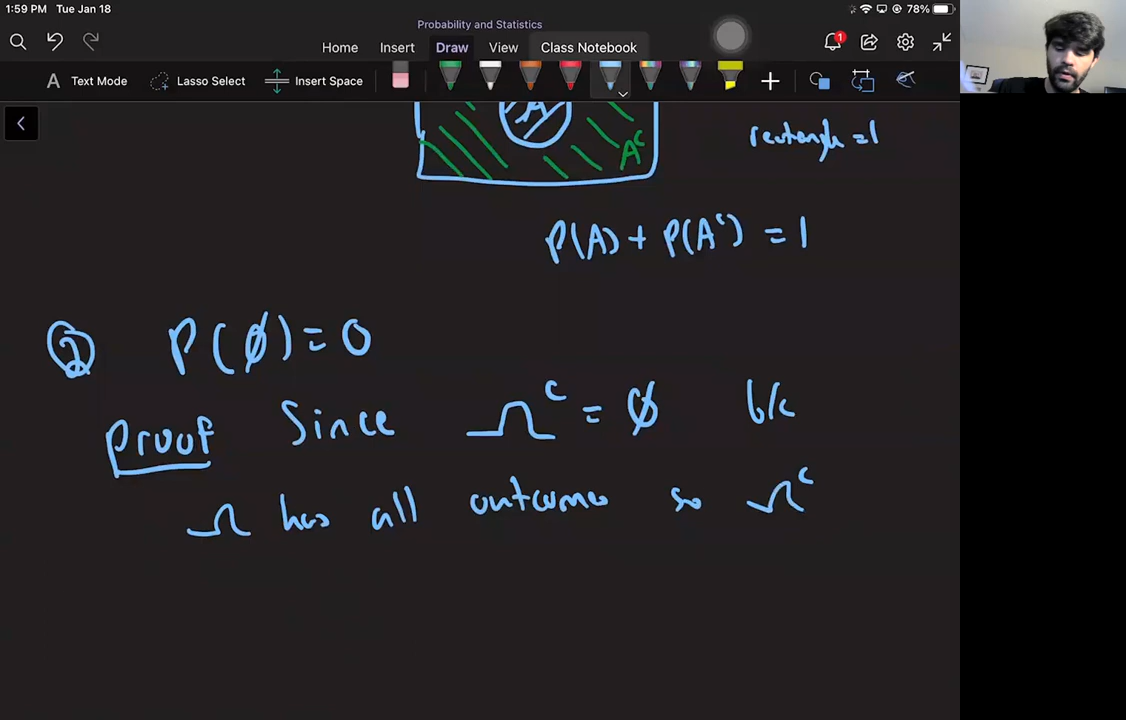 1:59 PM Tue Jan 18
78%
Probability and Statistics
Home Insert Draw View Class Notebook
1
Text Mode Lasso Select Insert Space
A
A^c
rectangle = 1
P(A) + P(A^c) = 1
② P(∅) = 0
Proof Since Ω^c = ∅ b/c
Ω has all outcomes so Ω^c